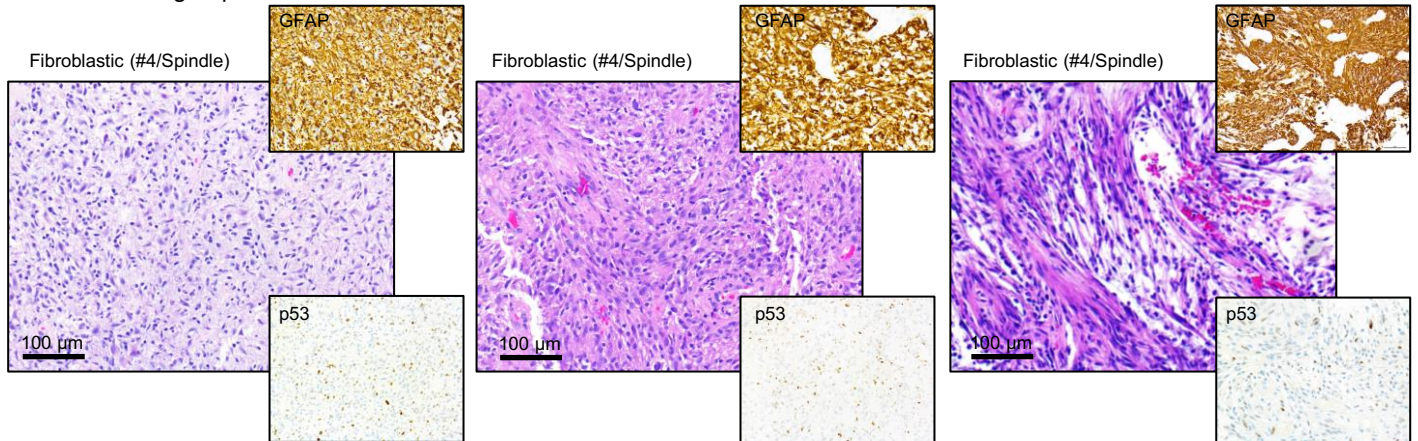 GFAP
GFAP
GFAP
Fibroblastic (#4/Spindle)
Fibroblastic (#4/Spindle)
Fibroblastic (#4/Spindle)
p53
p53
p53
100 µm
100 µm
100 µm